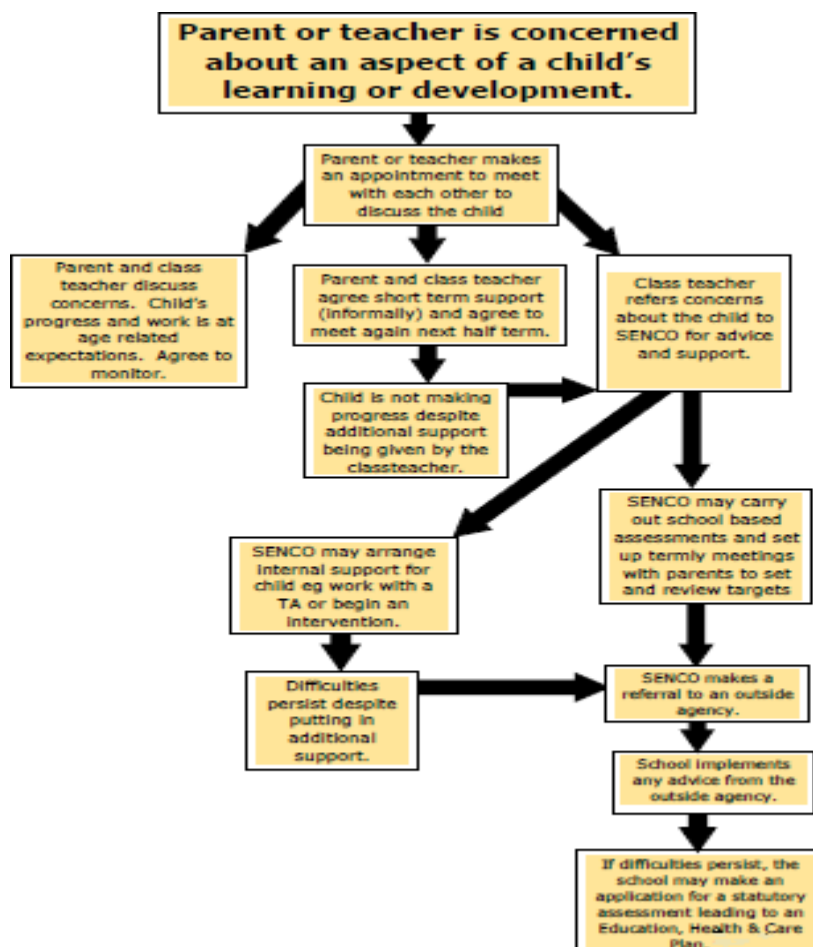 Parent or teacher is concerned
about an aspect of a child's
learning or development.
Parent or teacher makes
an appointment to meet
with each other to
discuss the child
Parent and class
teacher discuss
concerns. Child's
progress and work is at
age related
expectations. Agree to
monitor.
Parent and class teacher
agree short term support
(informally) and agree to
meet again next half term.
Class teacher
refers concerns
about the child to
SENCO for advice
and support.
Child is not making
progress despite
additional support
being given by the
classteacher.
SENCO may carry
out school based
assessments and set
up termly meetings
with parents to set
and review targets
SENCO may arrange
internal support for
child eg work with a
TA or begin an
intervention.
Difficulties
persist despite
putting in
additional
support.
SENCO makes a
referral to an outside
agency.
School implements
any advice from the
outside agency.
If difficulties persist, the
school may make an
application for a statutory
assessment leading to an
Education, Health & Care
Plan.